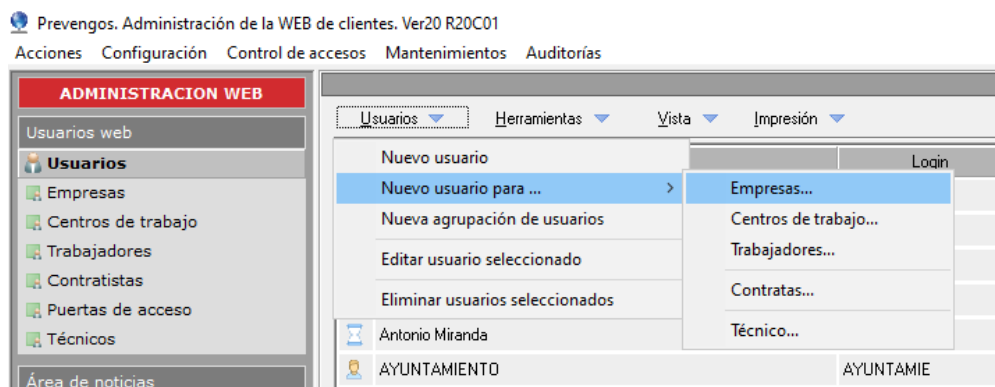 Prevengos. Administración de la WEB de clientes. Ver20 R20C01
Acciones Configuración Control de accesos Mantenimientos Auditorías
ADMINISTRACION WEB
Usuarios Herramientas Vista Impresión
Usuarios web
Nuevo usuario
Login
Usuarios
Nuevo usuario para ... > Empresas...
Empresas
Nueva agrupación de usuarios
Centros de trabajo...
Centros de trabajo
Trabajadores
Editar usuario seleccionado
Trabajadores...
Contratistas
Eliminar usuarios seleccionados
Contratas...
Puertas de acceso
Técnicos
Antonio Miranda
Técnico...
Área de noticias
AYUNTAMIENTO AYUNTAMIE